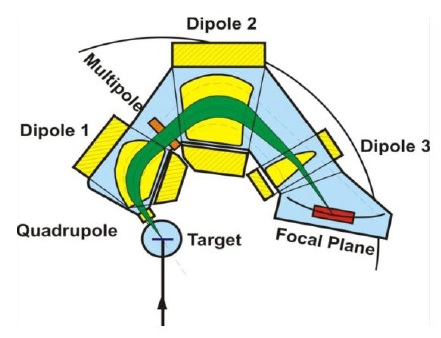 Dipole 2
Multipole
Dipole 1
Dipole 3
Quadrupole
Target
Focal Plane